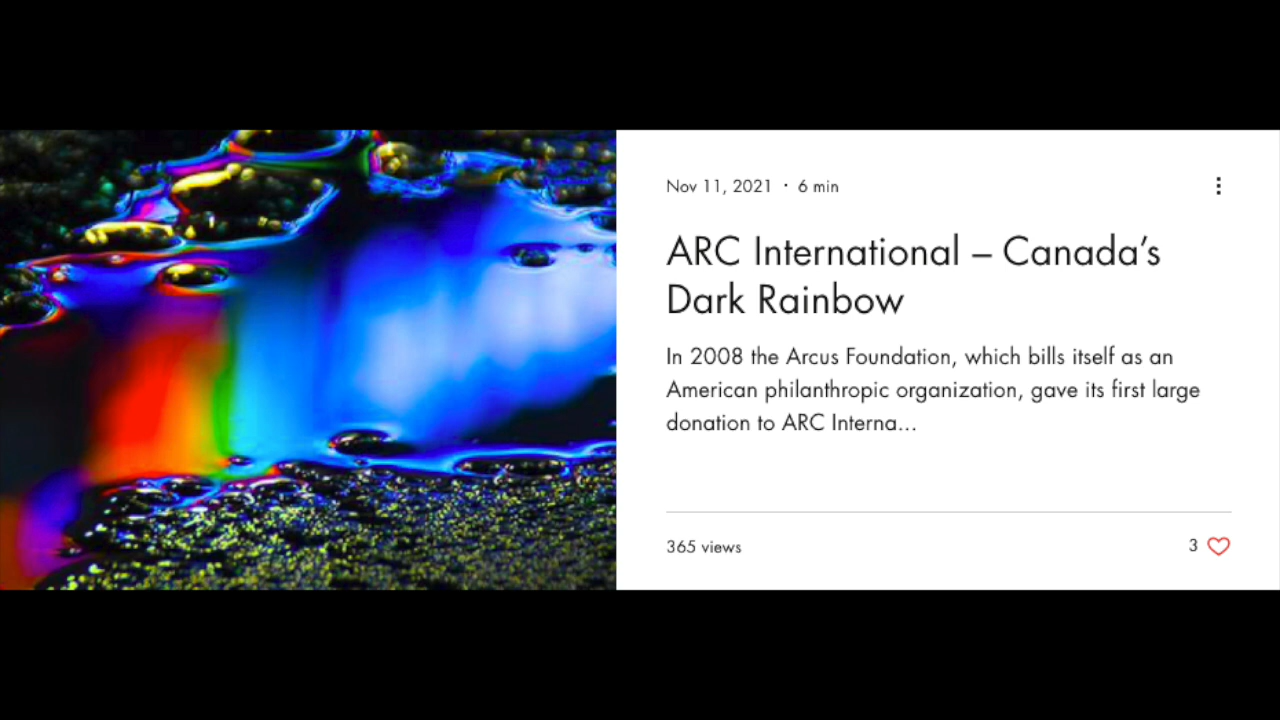 Nov 11, 2021 · 6 min
ARC International – Canada’s
Dark Rainbow
In 2008 the Arcus Foundation, which bills itself as an
American philanthropic organization, gave its first large
donation to ARC Interna...
365 views
3